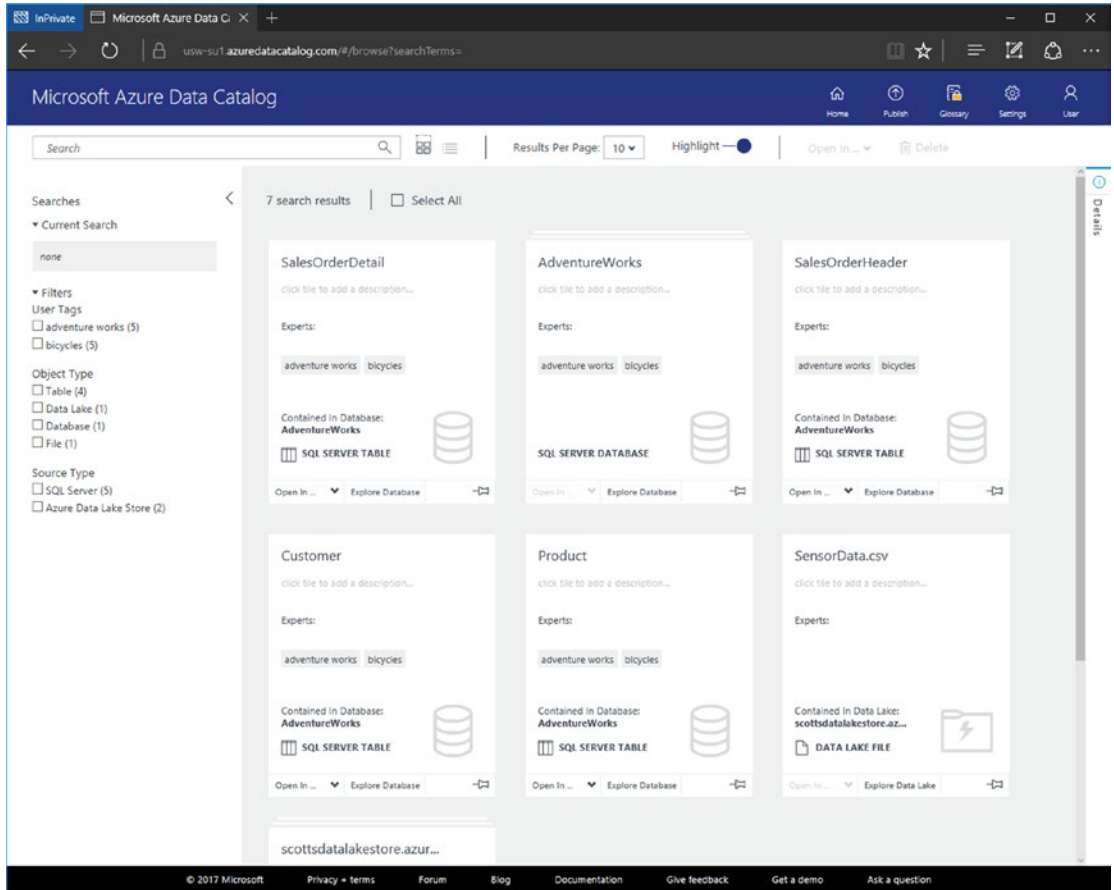 InPrivate
Microsoft Azure Data C
usw-su1.azuredatacatalog.com/#/browse?searchTerms=
Microsoft Azure Data Catalog
Home
Publish
Glossary
Settings
User
Search
Results Per Page:
10
Highlight
Open In ...
Delete
Searches
Current Search
none
Filters
User Tags
adventure works (5)
bicycles (5)
Object Type
Table (4)
Data Lake (1)
Database (1)
File (1)
Source Type
SQL Server (5)
Azure Data Lake Store (2)
7 search results
Select All
Details
SalesOrderDetail
click tile to add a description...
Experts:
adventure works bicycles
Contained In Database:
AdventureWorks
SQL SERVER TABLE
Open In ... Explore Database
AdventureWorks
click tile to add a description...
Experts:
adventure works bicycles
SQL SERVER DATABASE
Open In ... Explore Database
SalesOrderHeader
click tile to add a description...
Experts:
adventure works bicycles
Contained In Database:
AdventureWorks
SQL SERVER TABLE
Open In ... Explore Database
Customer
click tile to add a description...
Experts:
adventure works bicycles
Contained In Database:
AdventureWorks
SQL SERVER TABLE
Open In ... Explore Database
Product
click tile to add a description...
Experts:
adventure works bicycles
Contained In Database:
AdventureWorks
SQL SERVER TABLE
Open In ... Explore Database
SensorData.csv
click tile to add a description...
Experts:
Contained In Data Lake:
scottsdatalakestore.az...
DATA LAKE FILE
Open In ... Explore Data Lake
scottsdatalakestore.azur...
© 2017 Microsoft
Privacy + terms
Forum
Blog
Documentation
Give feedback
Get a demo
Ask a question